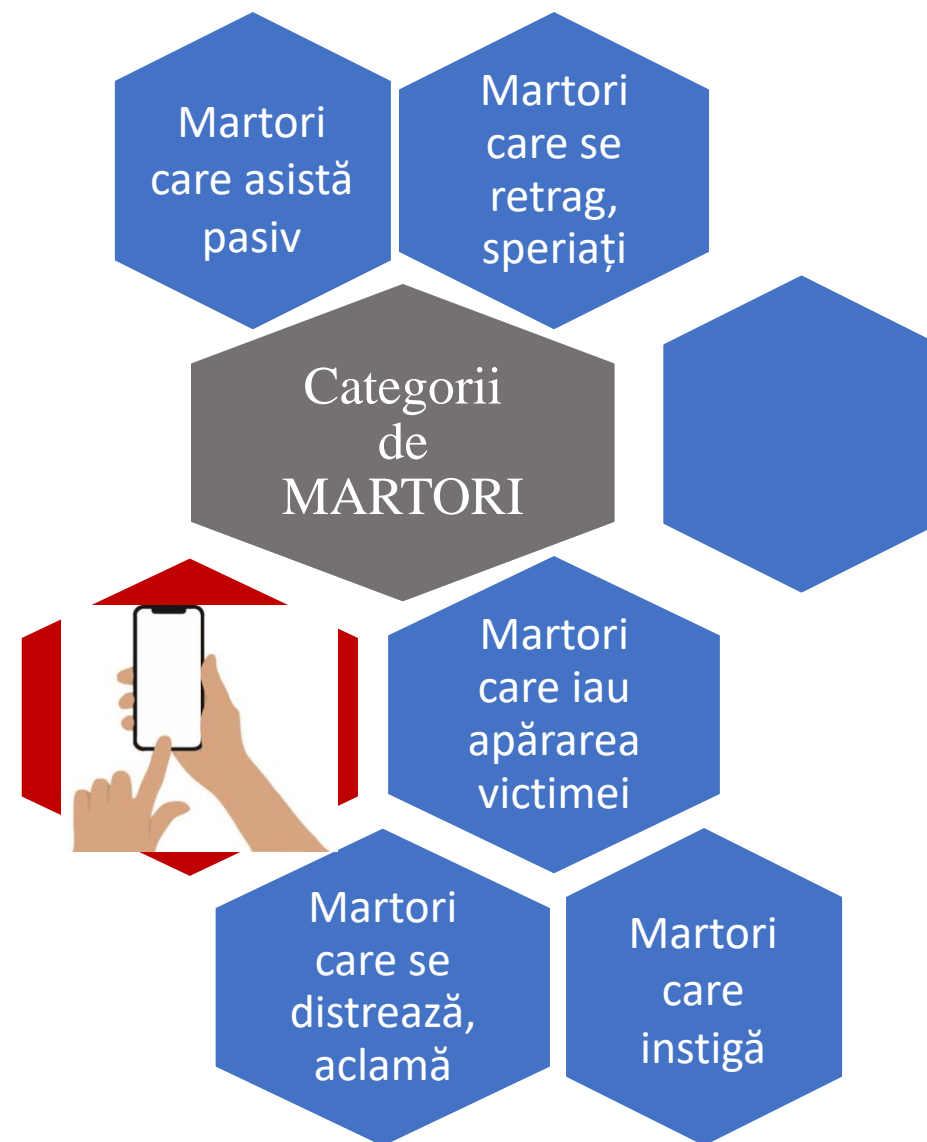 Martori
care asistă
pasiv
Martori
care se
retrag,
speriați
Categorii
de
MARTORI
Martori
care iau
apărarea
victimei
Martori
care se
distrează,
aclamă
Martori
care
instigă